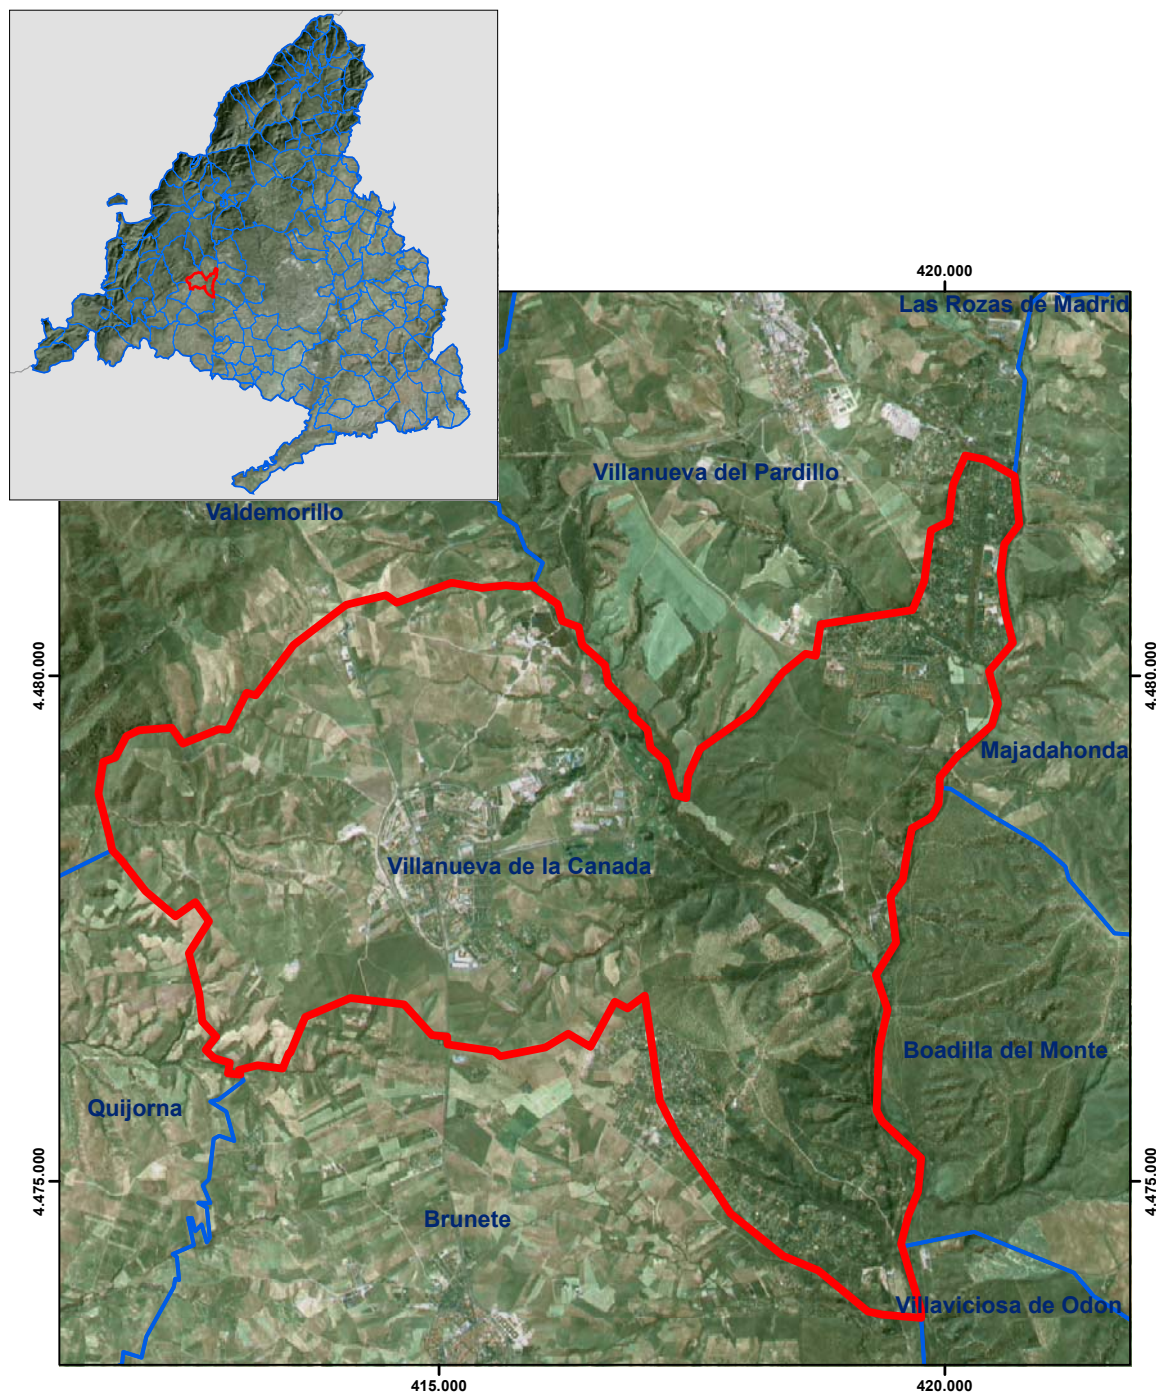 420.000
Las Rozas de Madrid
Villanueva del Pardillo
Valdemorillo
4.480.000
4.480.000
Majadahonda
Villanueva de la Canada
Boadilla del Monte
Quijorna
4.475.000
4.475.000
Brunete
Villaviciosa de Odon
415.000
420.000